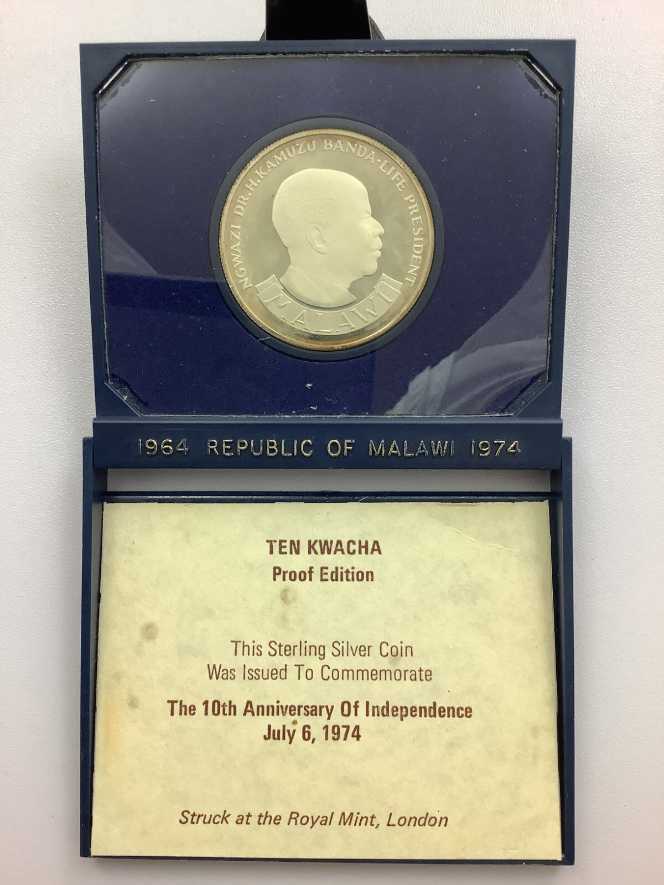 NGWAZI DR.H.KAMUZU BANDA·LIFE PRESIDENT
MALAWI
1964 REPUBLIC OF MALAWI 1974
TEN KWACHA
Proof Edition
This Sterling Silver Coin
Was Issued To Commemorate
The 10th Anniversary Of Independence
July 6, 1974
Struck at the Royal Mint, London